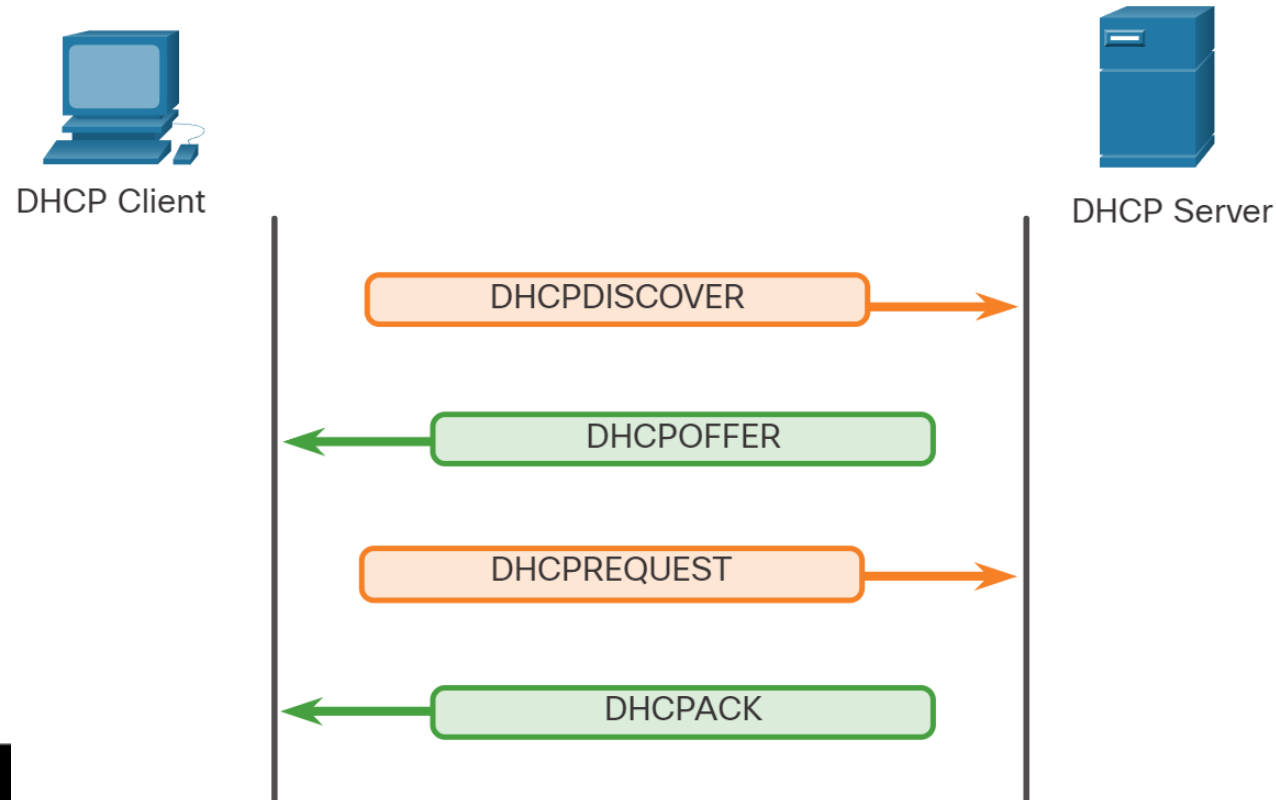 DHCP Client
DHCP Server
DHCPDISCOVER
DHCPOFFER
DHCPREQUEST
DHCPACK